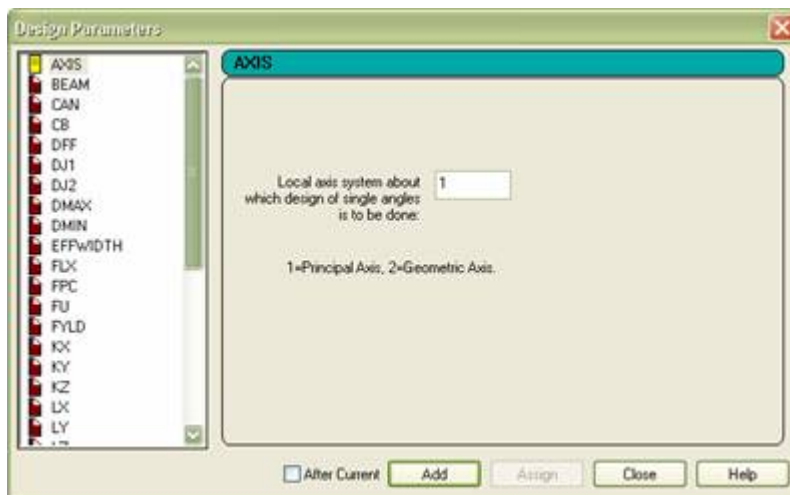 Design Parameters
AXIS
BEAM
CAN
CB
DFF
DJ1
DJ2
DMAX
DMIN
EFFWIDTH
FLX
FPC
FU
FYLD
KX
KY
KZ
LX
LY
AXIS
Local axis system about
which design of single angles
is to be done:
1
1=Principal Axis, 2=Geometric Axis.
After Current
Add
Assign
Close
Help